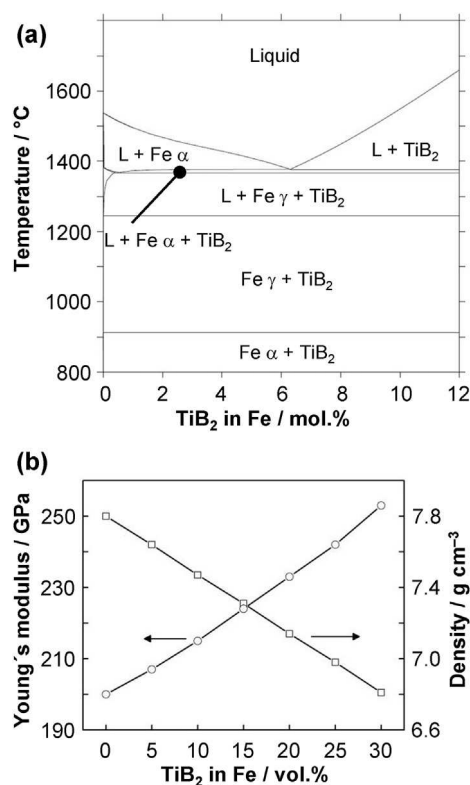 (a)
Temperature / °C
1600
1400
1200
1000
800
Liquid
L + Fe α
L + TiB₂
L + Fe γ + TiB₂
L + Fe α + TiB₂
Fe γ + TiB₂
Fe α + TiB₂
0 2 4 6 8 10 12
TiB₂ in Fe / mol.%
(b)
Young´s modulus / GPa
250
230
210
190
7.8
7.4
7.0
6.6
Density / g cm⁻³
0 5 10 15 20 25 30
TiB₂ in Fe / vol.%